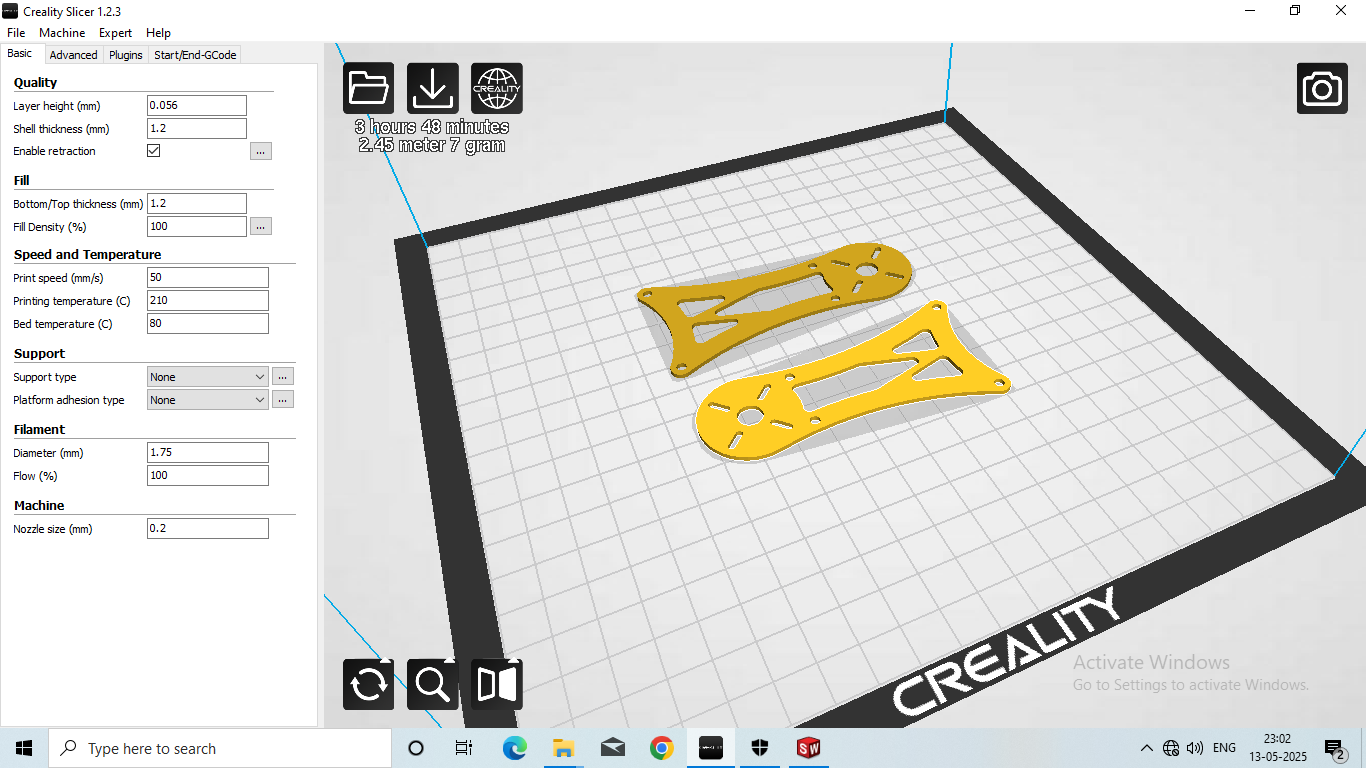 Creality Slicer 1.2.3
File Machine Expert Help
Basic Advanced Plugins Start/End-GCode
Quality
Layer height (mm) 0.056
Shell thickness (mm) 1.2
Enable retraction ...
Fill
Bottom/Top thickness (mm) 1.2
Fill Density (%) 100 ...
Speed and Temperature
Print speed (mm/s) 50
Printing temperature (C) 210
Bed temperature (C) 80
Support
Support type None ...
Platform adhesion type None ...
Filament
Diameter (mm) 1.75
Flow (%) 100
Machine
Nozzle size (mm) 0.2
CREALITY
3 hours 48 minutes
2.45 meter 7 gram
CREALITY
Activate Windows
Go to Settings to activate Windows.
Type here to search
SW
ENG
23:02
13-05-2025
2